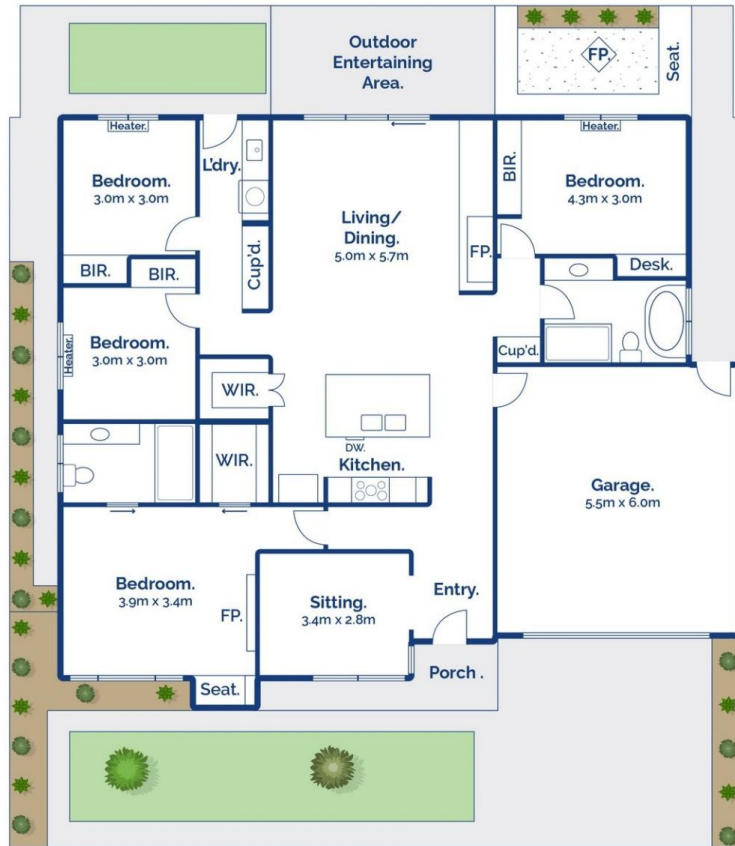 Outdoor
Entertaining
Area.
FP.
Seat.
Heater.
Bedroom.
3.0m x 3.0m
L'dry.
Living/
Dining.
5.0m x 5.7m
BIR.
Heater.
Bedroom.
4.3m x 3.0m
BIR.
BIR.
Cup'd.
FP.
Desk.
Bedroom.
3.0m x 3.0m
Heater.
Cup'd.
WIR.
WIR.
DW.
Kitchen.
Garage.
5.5m x 6.0m
Bedroom.
3.9m x 3.4m
FP.
Sitting.
3.4m x 2.8m
Entry.
Seat.
Porch .